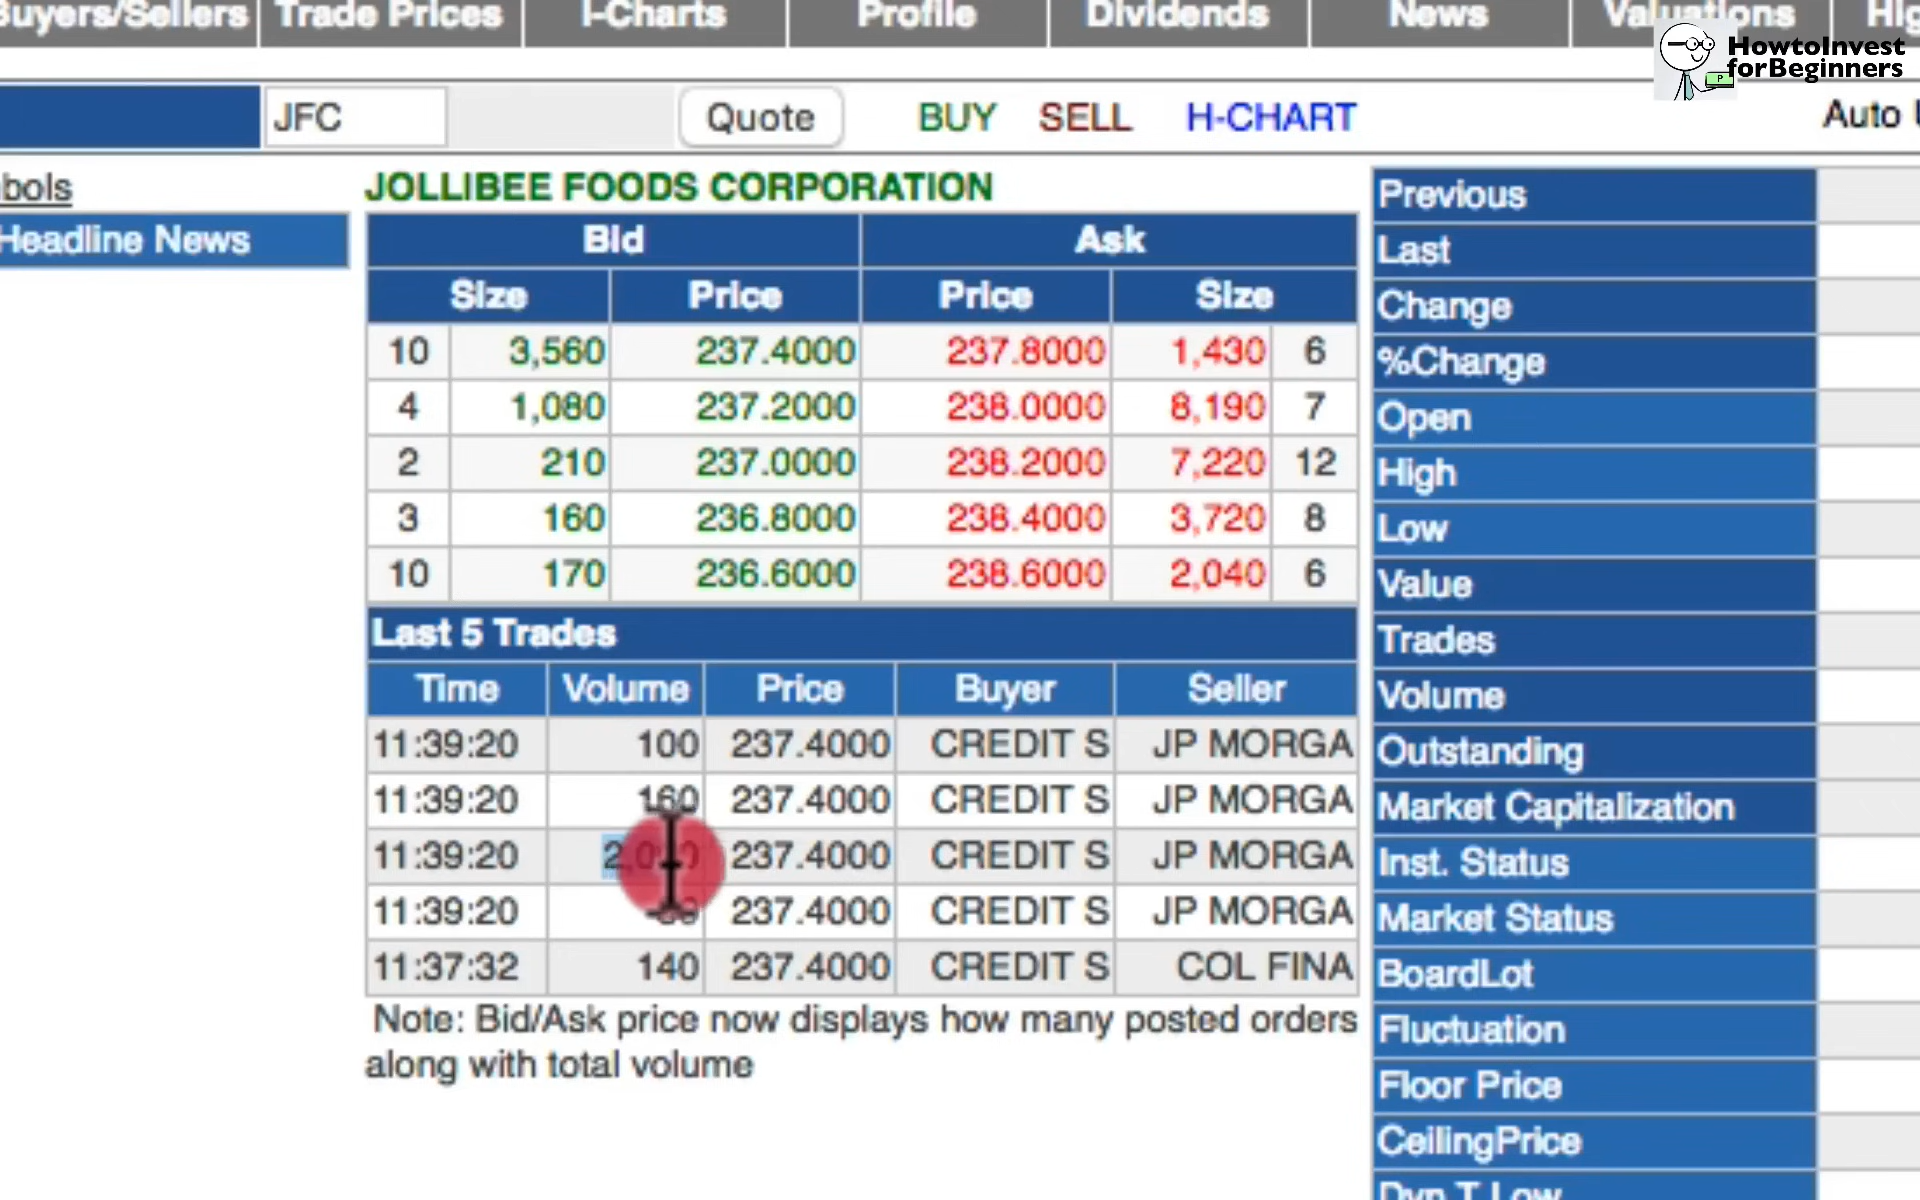 Buyers/Sellers Trade Prices I-Charts Profile Dividends News Valuations
HowtoInvest
forBeginners
P
JFC Quote BUY SELL H-CHART Auto
JOLLIBEE FOODS CORPORATION
Headline News
Bid Ask
Size Price Price Size
10 3,560 237.4000 237.8000 1,430 6
4 1,080 237.2000 238.0000 8,190 7
2 210 237.0000 238.2000 7,220 12
3 160 236.8000 238.4000 3,720 8
10 170 236.6000 238.6000 2,040 6
Last 5 Trades
Time Volume Price Buyer Seller
11:39:20 100 237.4000 CREDIT S JP MORGA
11:39:20 160 237.4000 CREDIT S JP MORGA
11:39:20 237.4000 CREDIT S JP MORGA
11:39:20 237.4000 CREDIT S JP MORGA
11:37:32 140 237.4000 CREDIT S COL FINA
Note: Bid/Ask price now displays how many posted orders
along with total volume
Previous
Last
Change
%Change
Open
High
Low
Value
Trades
Volume
Outstanding
Market Capitalization
Inst. Status
Market Status
BoardLot
Fluctuation
Floor Price
CeilingPrice